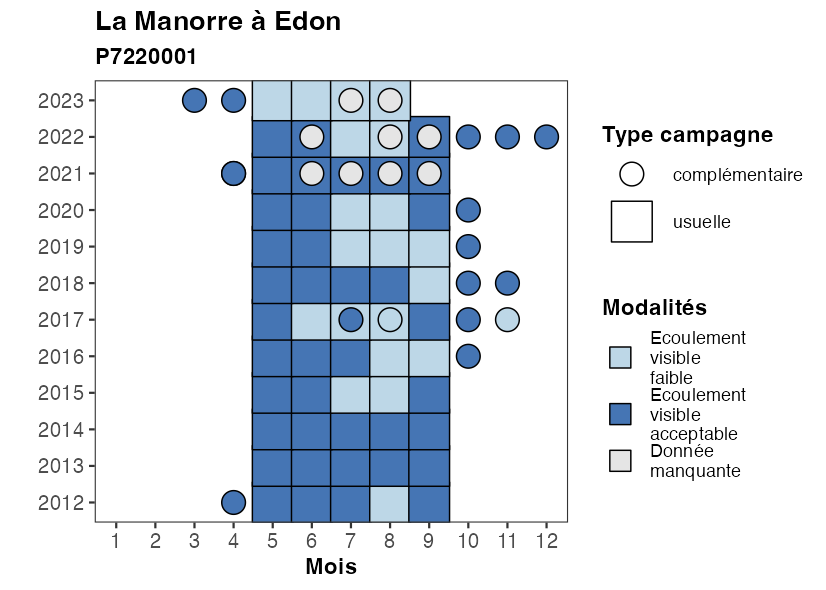 La Manorre à Edon
P7220001
2023
2022
2021
2020
2019
2018
2017
2016
2015
2014
2013
2012
1 2 3 4 5 6 7 8 9 10 11 12
Mois
Type campagne
complémentaire
usuelle
Modalités
Ecoulement
visible
faible
Ecoulement
visible
acceptable
Donnée
manquante